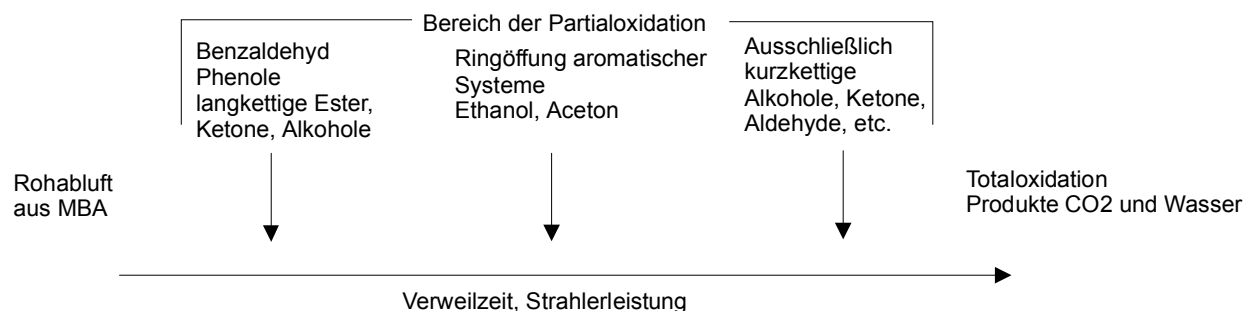 Bereich der Partialoxidation
Benzaldehyd
Phenole
langkettige Ester,
Ketone, Alkohole
Ringöffung aromatischer
Systeme
Ethanol, Aceton
Ausschließlich
kurzkettige
Alkohole, Ketone,
Aldehyde, etc.
Rohabluft
aus MBA
Totaloxidation
Produkte CO2 und Wasser
Verweilzeit, Strahlerleistung